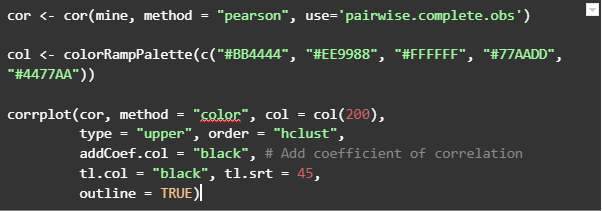 cor <- cor(mine, method = "pearson", use='pairwise.complete.obs')
col <- colorRampPalette(c("#BB4444", "#EE9988", "#FFFFFF", "#77AADD",
"#4477AA"))
corrplot(cor, method = "color", col = col(200),
type = "upper", order = "hclust",
addCoef.col = "black", # Add coefficient of correlation
tl.col = "black", tl.srt = 45,
outline = TRUE)